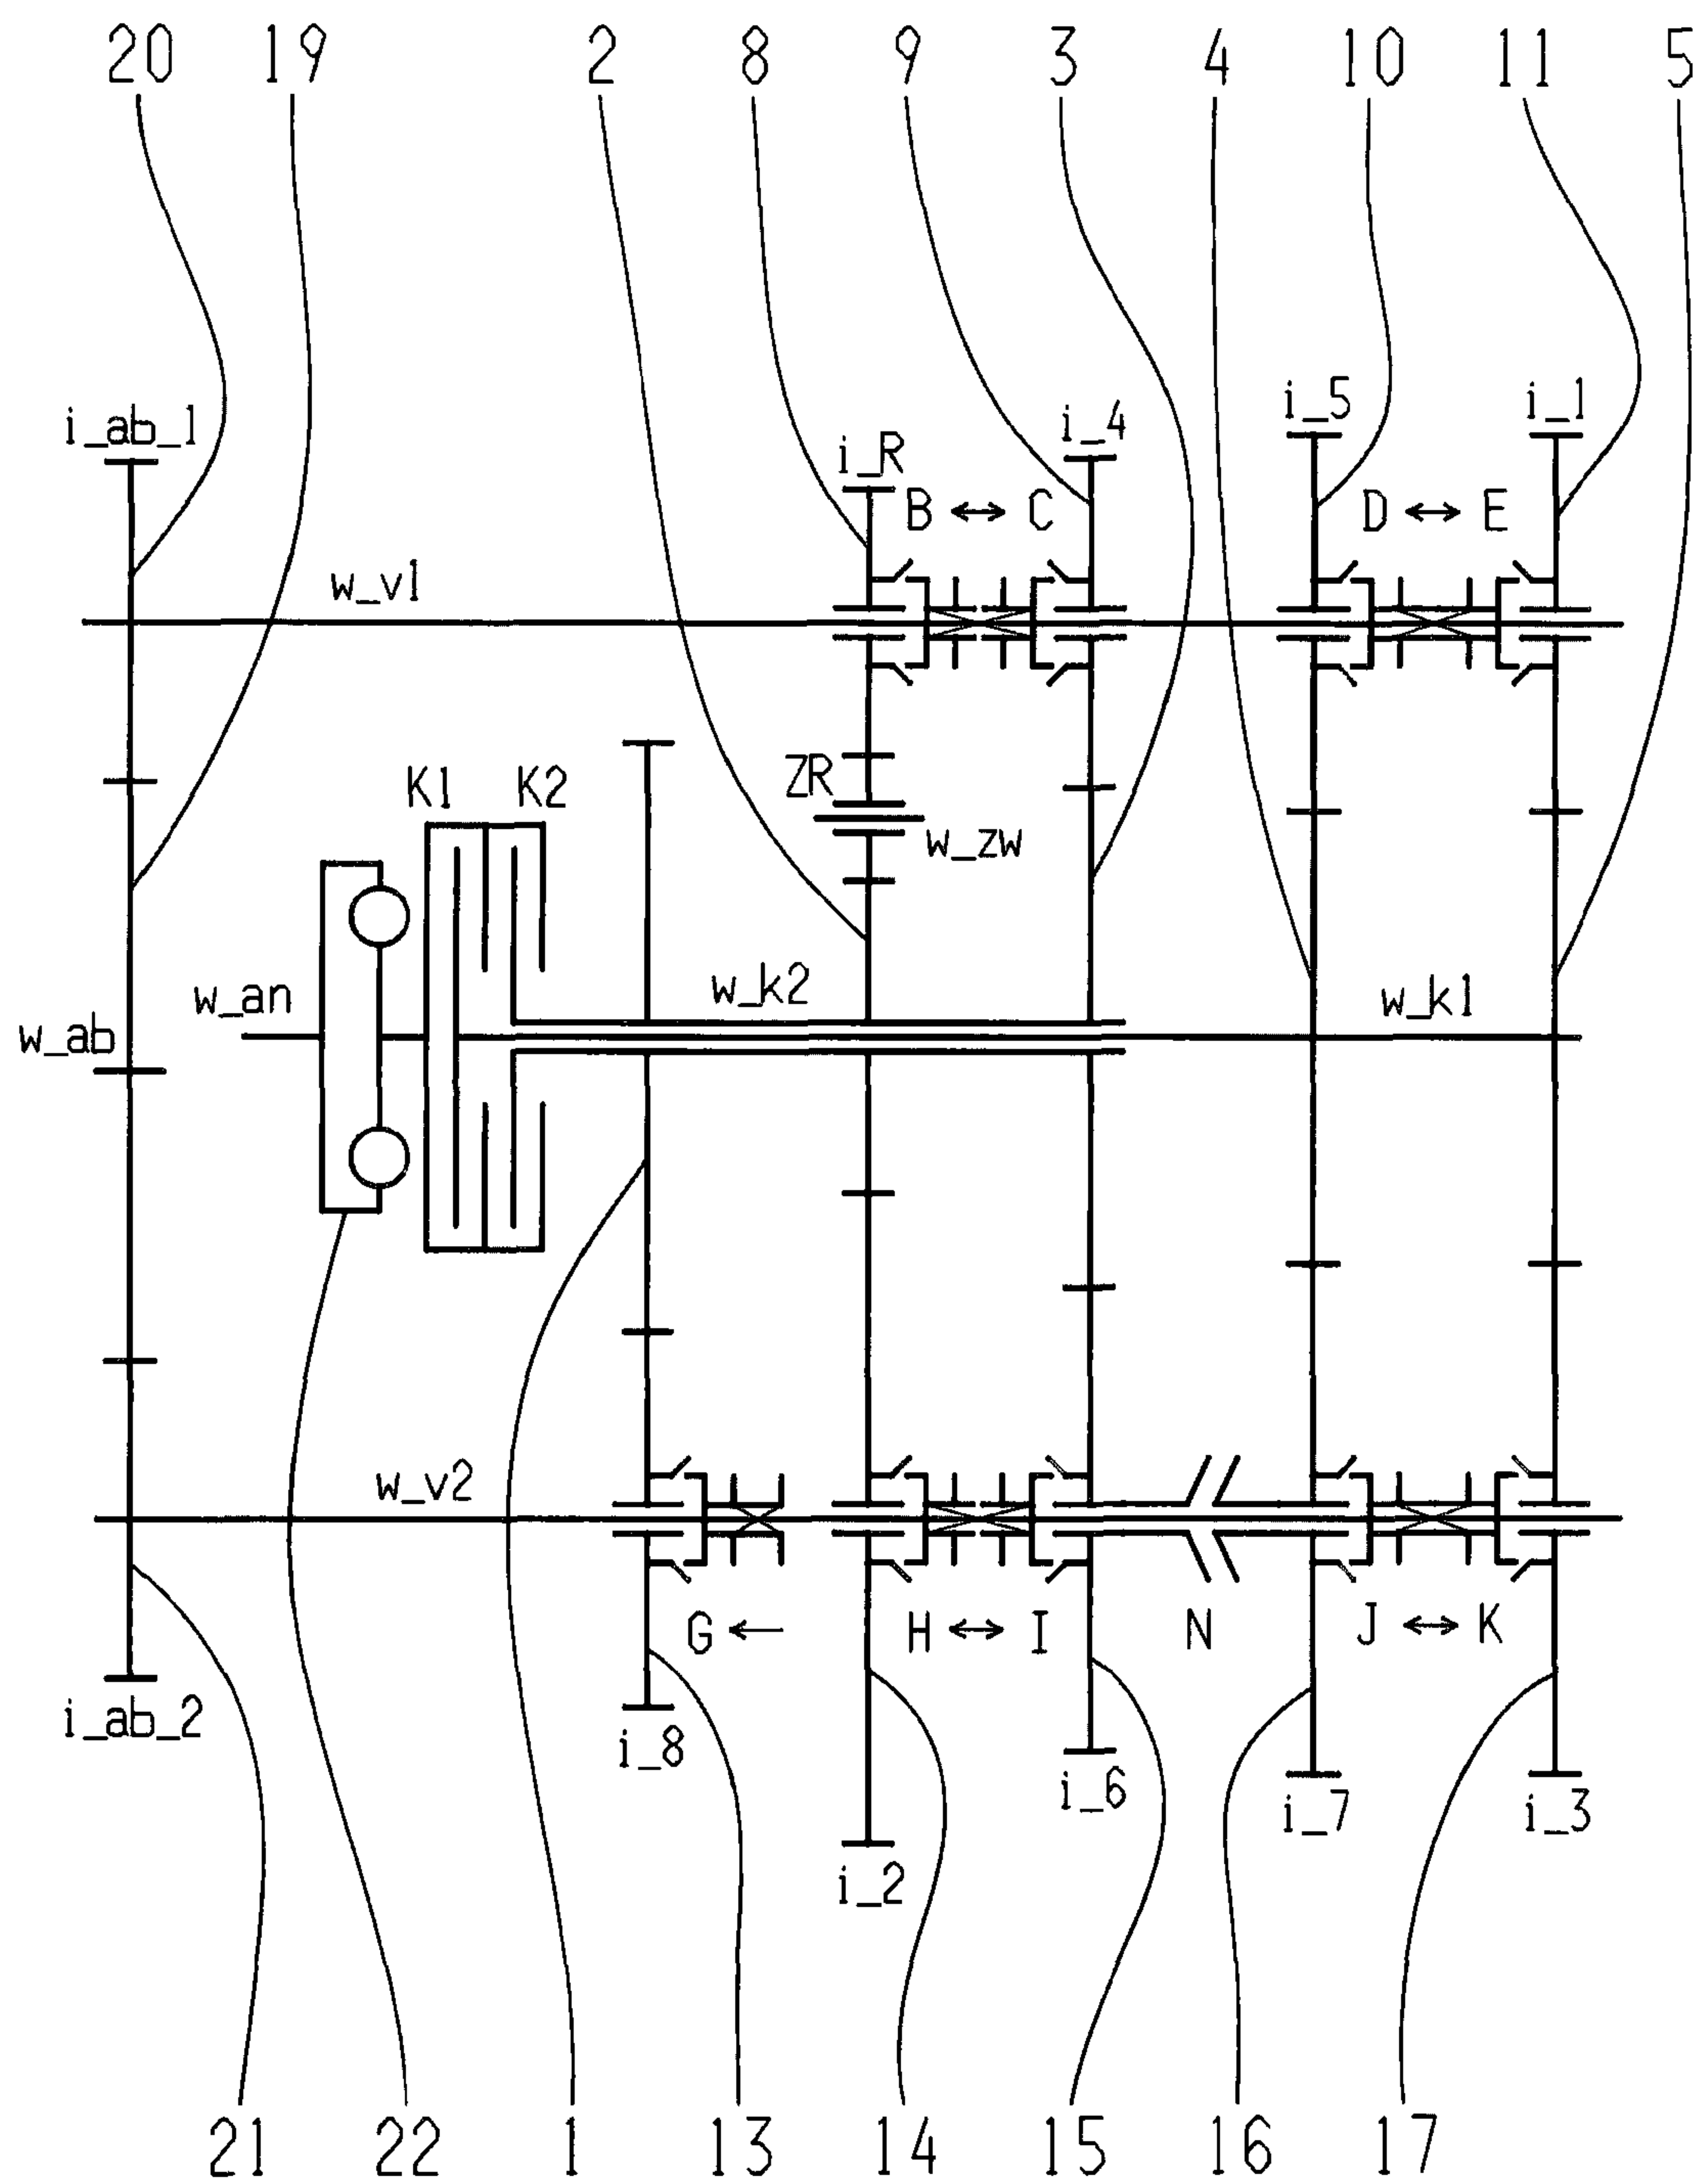 20 19 2 8 9 3 4 10 11 5
i_ab_1 i_R i_4 i_5 i_1
B ↔ C D ↔ E
w_v1
K1 K2 ZR
w_zw
w_an w_k2 w_k1
w_ab
w_v2
G ← H ↔ I N J ↔ K
i_ab_2 i_8 i_2 i_6 i_7 i_3
21 22 1 13 14 15 16 17